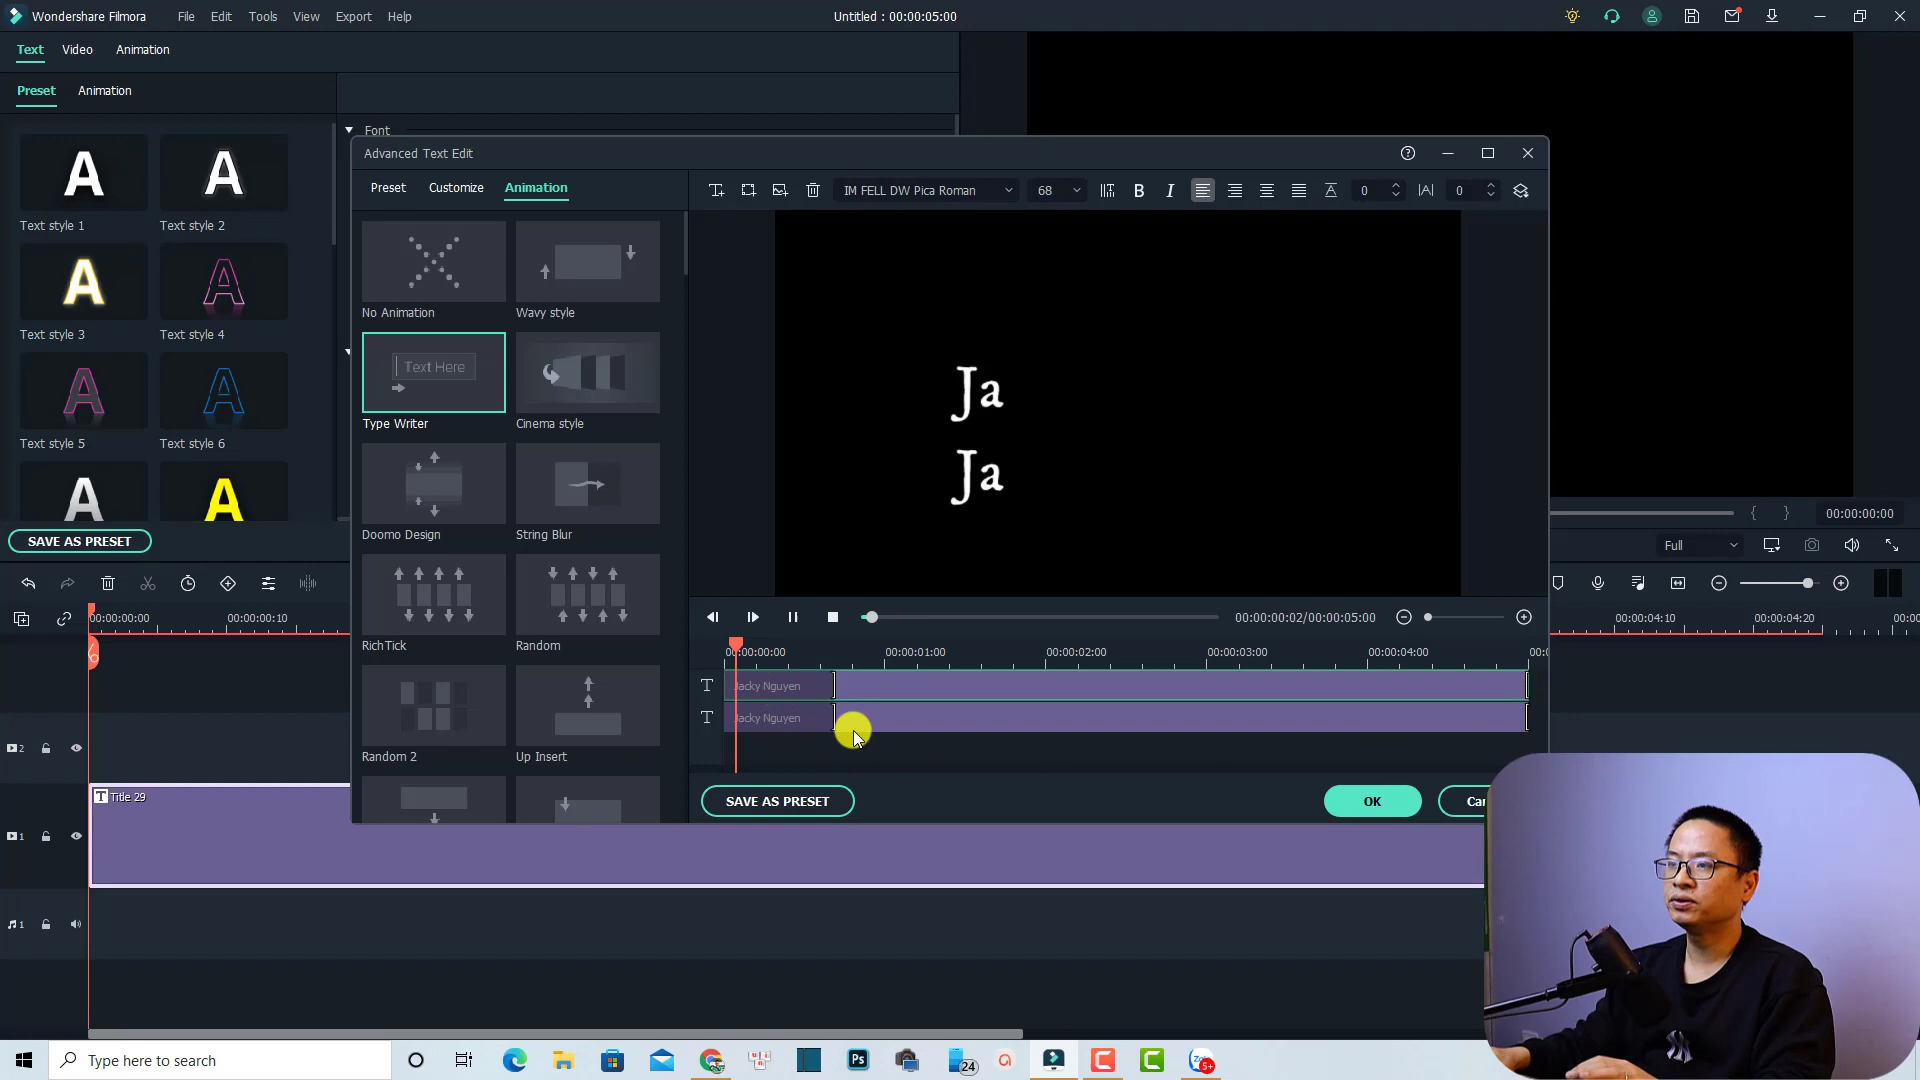 Wondershare Filmora
File Edit Tools View Export Help
Untitled : 00:00:05:00
Text Video Animation
Preset Animation
Font
Text style 1 Text style 2
Text style 3 Text style 4
Text style 5 Text style 6
SAVE AS PRESET
Advanced Text Edit
Preset Customize Animation
IM FELL DW Pica Roman 68 B I 0 0
No Animation Wavy style
Text Here
Type Writer Cinema style
Doomo Design String Blur
RichTick Random
Random 2 Up Insert
Ja
Ja
00:00:00:02/00:00:05:00
00:00:00:00 00:00:01:00 00:00:02:00 00:00:03:00 00:00:04:00
Jacky Nguyen
Jacky Nguyen
SAVE AS PRESET OK
00:00:00:00
Full
00:00:00:00 00:00:00:10 00:00:04:10 00:00:04:20
2
Title 29
1
1
Type here to search
Ps
24
5+